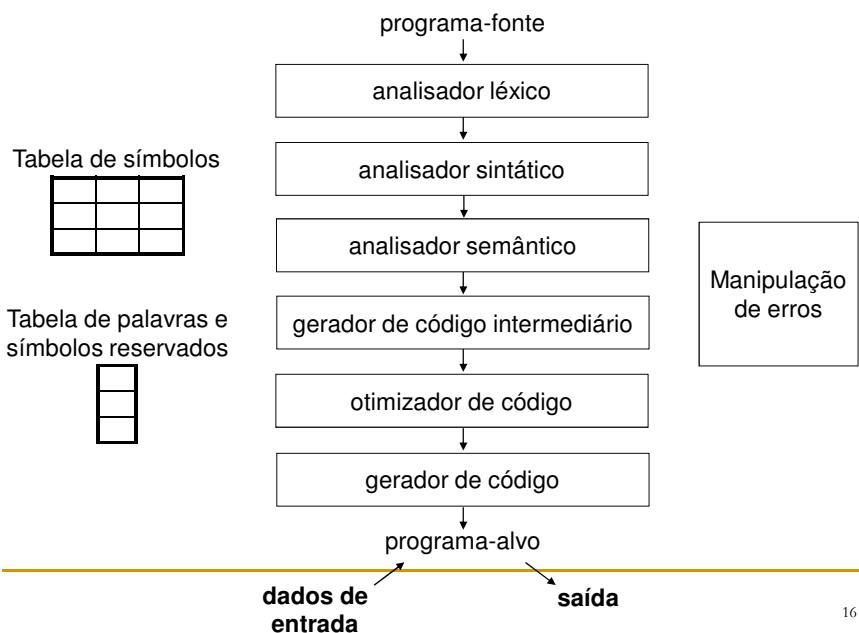 programa-fonte
analisador léxico
Tabela de símbolos
analisador sintático
analisador semântico
Manipulação
de erros
Tabela de palavras e
símbolos reservados
gerador de código intermediário
otimizador de código
gerador de código
programa-alvo
dados de
entrada
saída
16